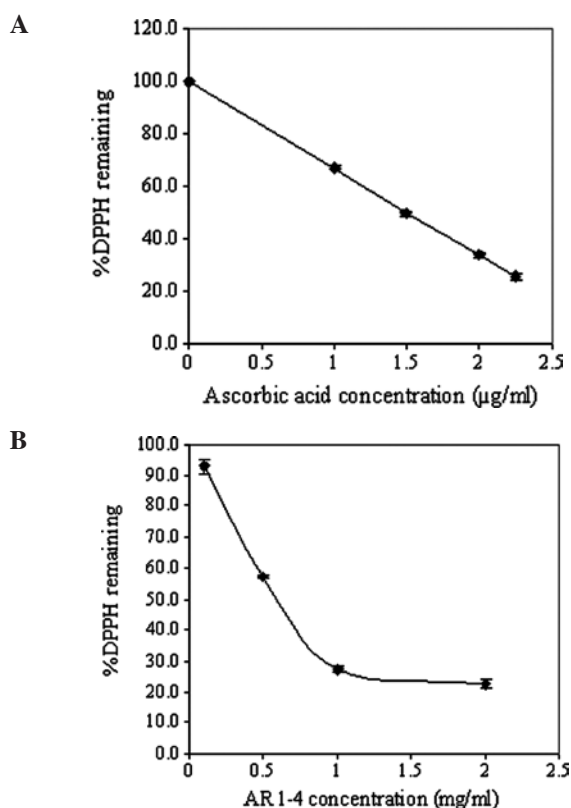 A
120.0
100.0
80.0
60.0
40.0
20.0
0.0
%DPPH remaining
0 0.5 1 1.5 2 2.5
Ascorbic acid concentration (µg/ml)
B
100.0
90.0
80.0
70.0
60.0
50.0
40.0
30.0
20.0
10.0
0.0
%DPPH remaining
0 0.5 1 1.5 2 2.5
AR1-4 concentration (mg/ml)